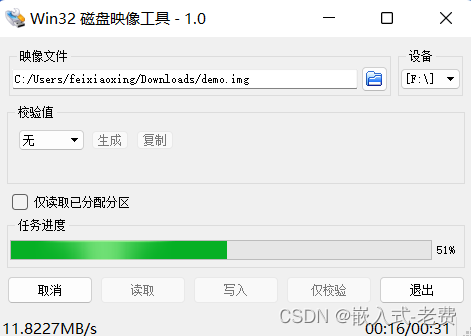 Win32 磁盘映像工具 - 1.0
映像文件 设备
C:/Users/feixiaoxing/Downloads/demo.img [F:\]
校验值
无 生成 复制
仅读取已分配分区
任务进度
51%
取消 读取 写入 仅校验 退出
11.8227MB/s 00:16/00:31
CSDN @嵌入式-老费